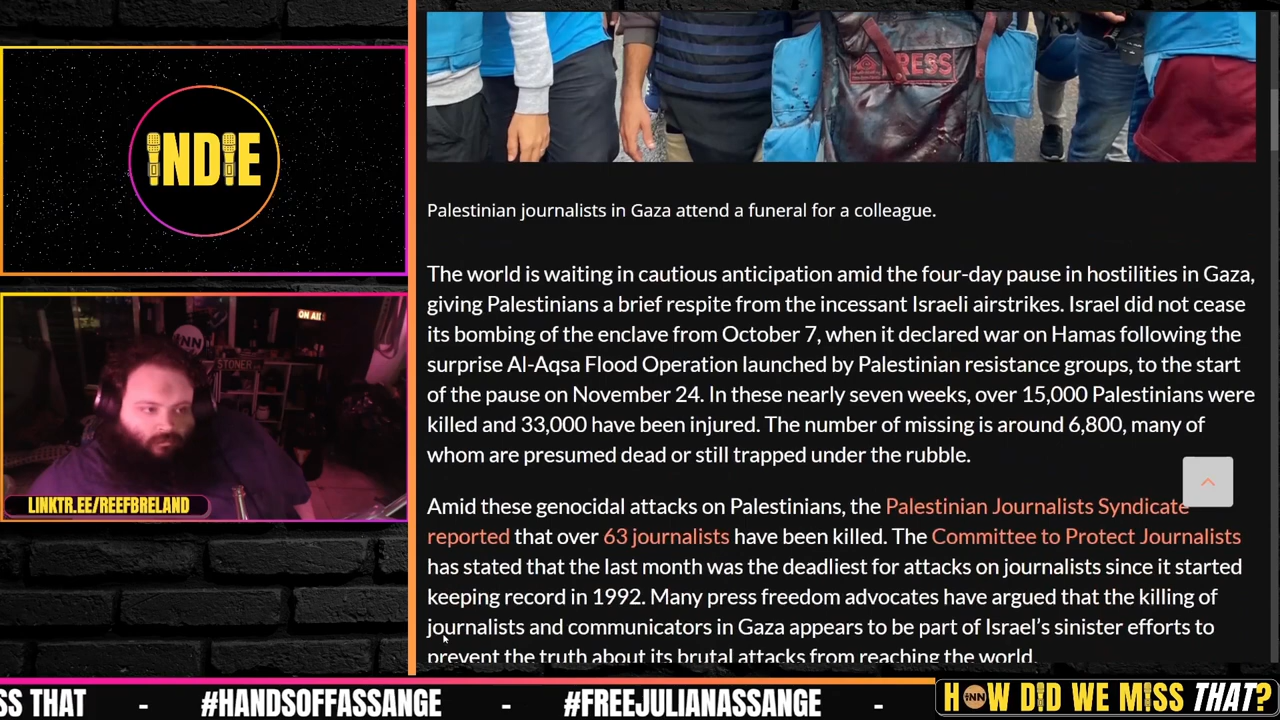 INDIE
ON AIR
iNN
STONER
LINKTR.EE/REEFBRELAND
PRESS
Palestinian journalists in Gaza attend a funeral for a colleague.
The world is waiting in cautious anticipation amid the four-day pause in hostilities in Gaza,
giving Palestinians a brief respite from the incessant Israeli airstrikes. Israel did not cease
its bombing of the enclave from October 7, when it declared war on Hamas following the
surprise Al-Aqsa Flood Operation launched by Palestinian resistance groups, to the start
of the pause on November 24. In these nearly seven weeks, over 15,000 Palestinians were
killed and 33,000 have been injured. The number of missing is around 6,800, many of
whom are presumed dead or still trapped under the rubble.
Amid these genocidal attacks on Palestinians, the Palestinian Journalists Syndicate
reported that over 63 journalists have been killed. The Committee to Protect Journalists
has stated that the last month was the deadliest for attacks on journalists since it started
keeping record in 1992. Many press freedom advocates have argued that the killing of
journalists and communicators in Gaza appears to be part of Israel’s sinister efforts to
prevent the truth about its brutal attacks from reaching the world.
SS THAT - #HANDSOFFASSANGE - #FREEJULIANASSANGE -
HOW DID WE MISS THAT?